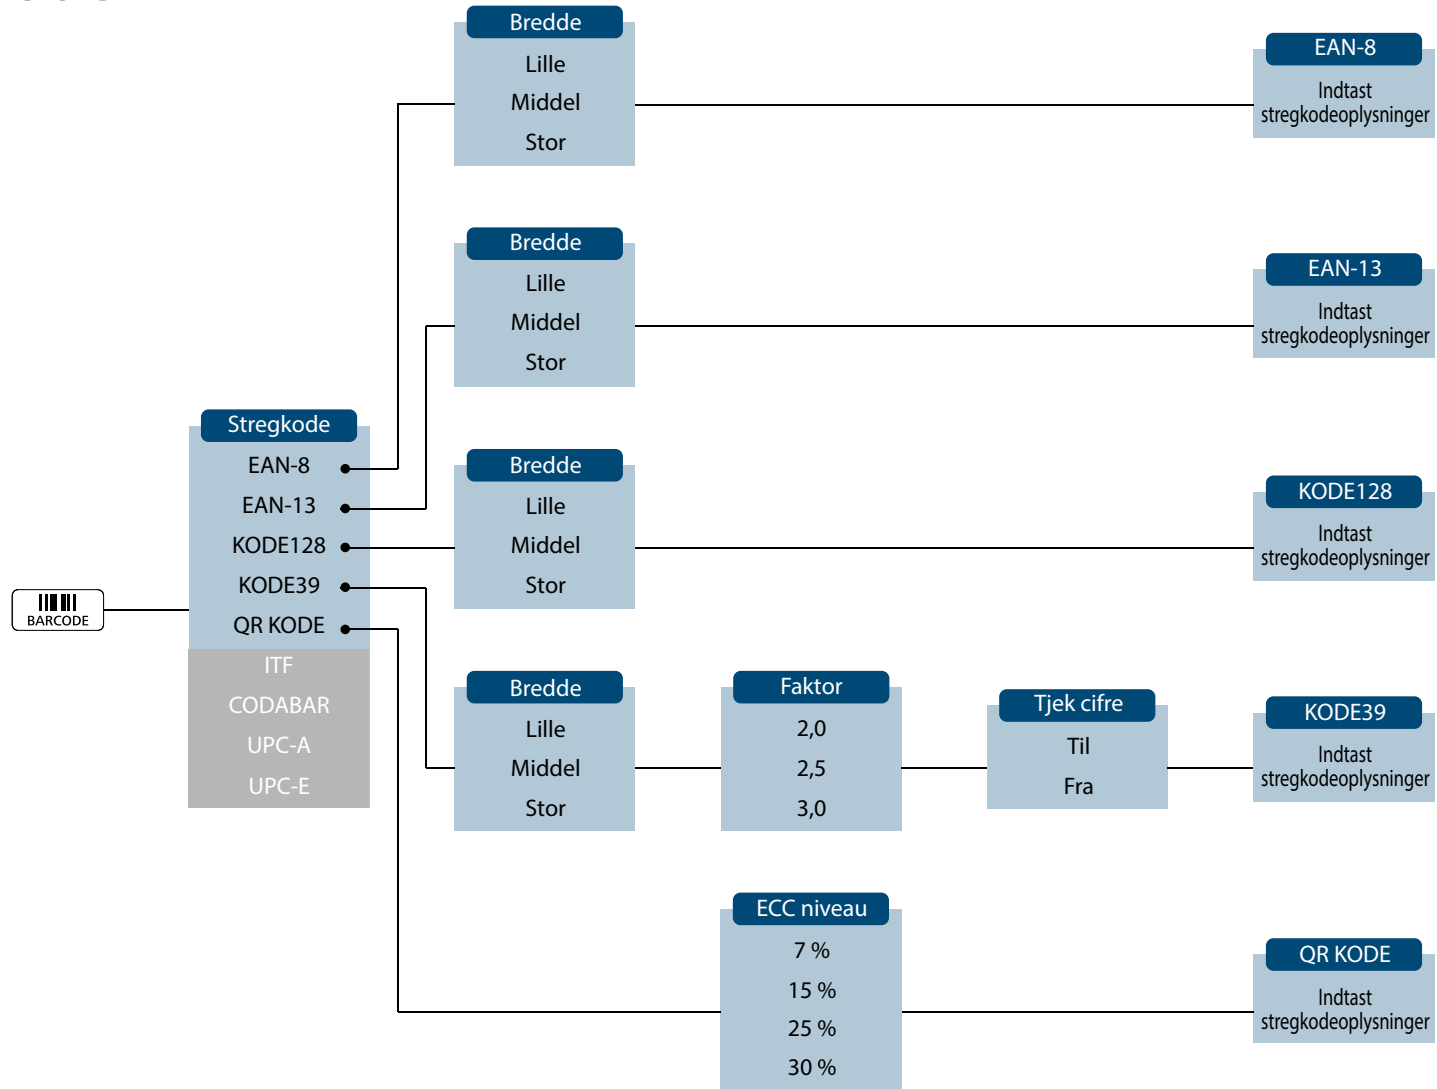 BARCODE
Stregkode
EAN-8
EAN-13
KODE128
KODE39
QR KODE
ITF
CODABAR
UPC-A
UPC-E
Bredde
Lille
Middel
Stor
EAN-8
Indtast
stregkodeoplysninger
Bredde
Lille
Middel
Stor
EAN-13
Indtast
stregkodeoplysninger
Bredde
Lille
Middel
Stor
KODE128
Indtast
stregkodeoplysninger
Bredde
Lille
Middel
Stor
Faktor
2,0
2,5
3,0
Tjek cifre
Til
Fra
KODE39
Indtast
stregkodeoplysninger
ECC niveau
7 %
15 %
25 %
30 %
QR KODE
Indtast
stregkodeoplysninger